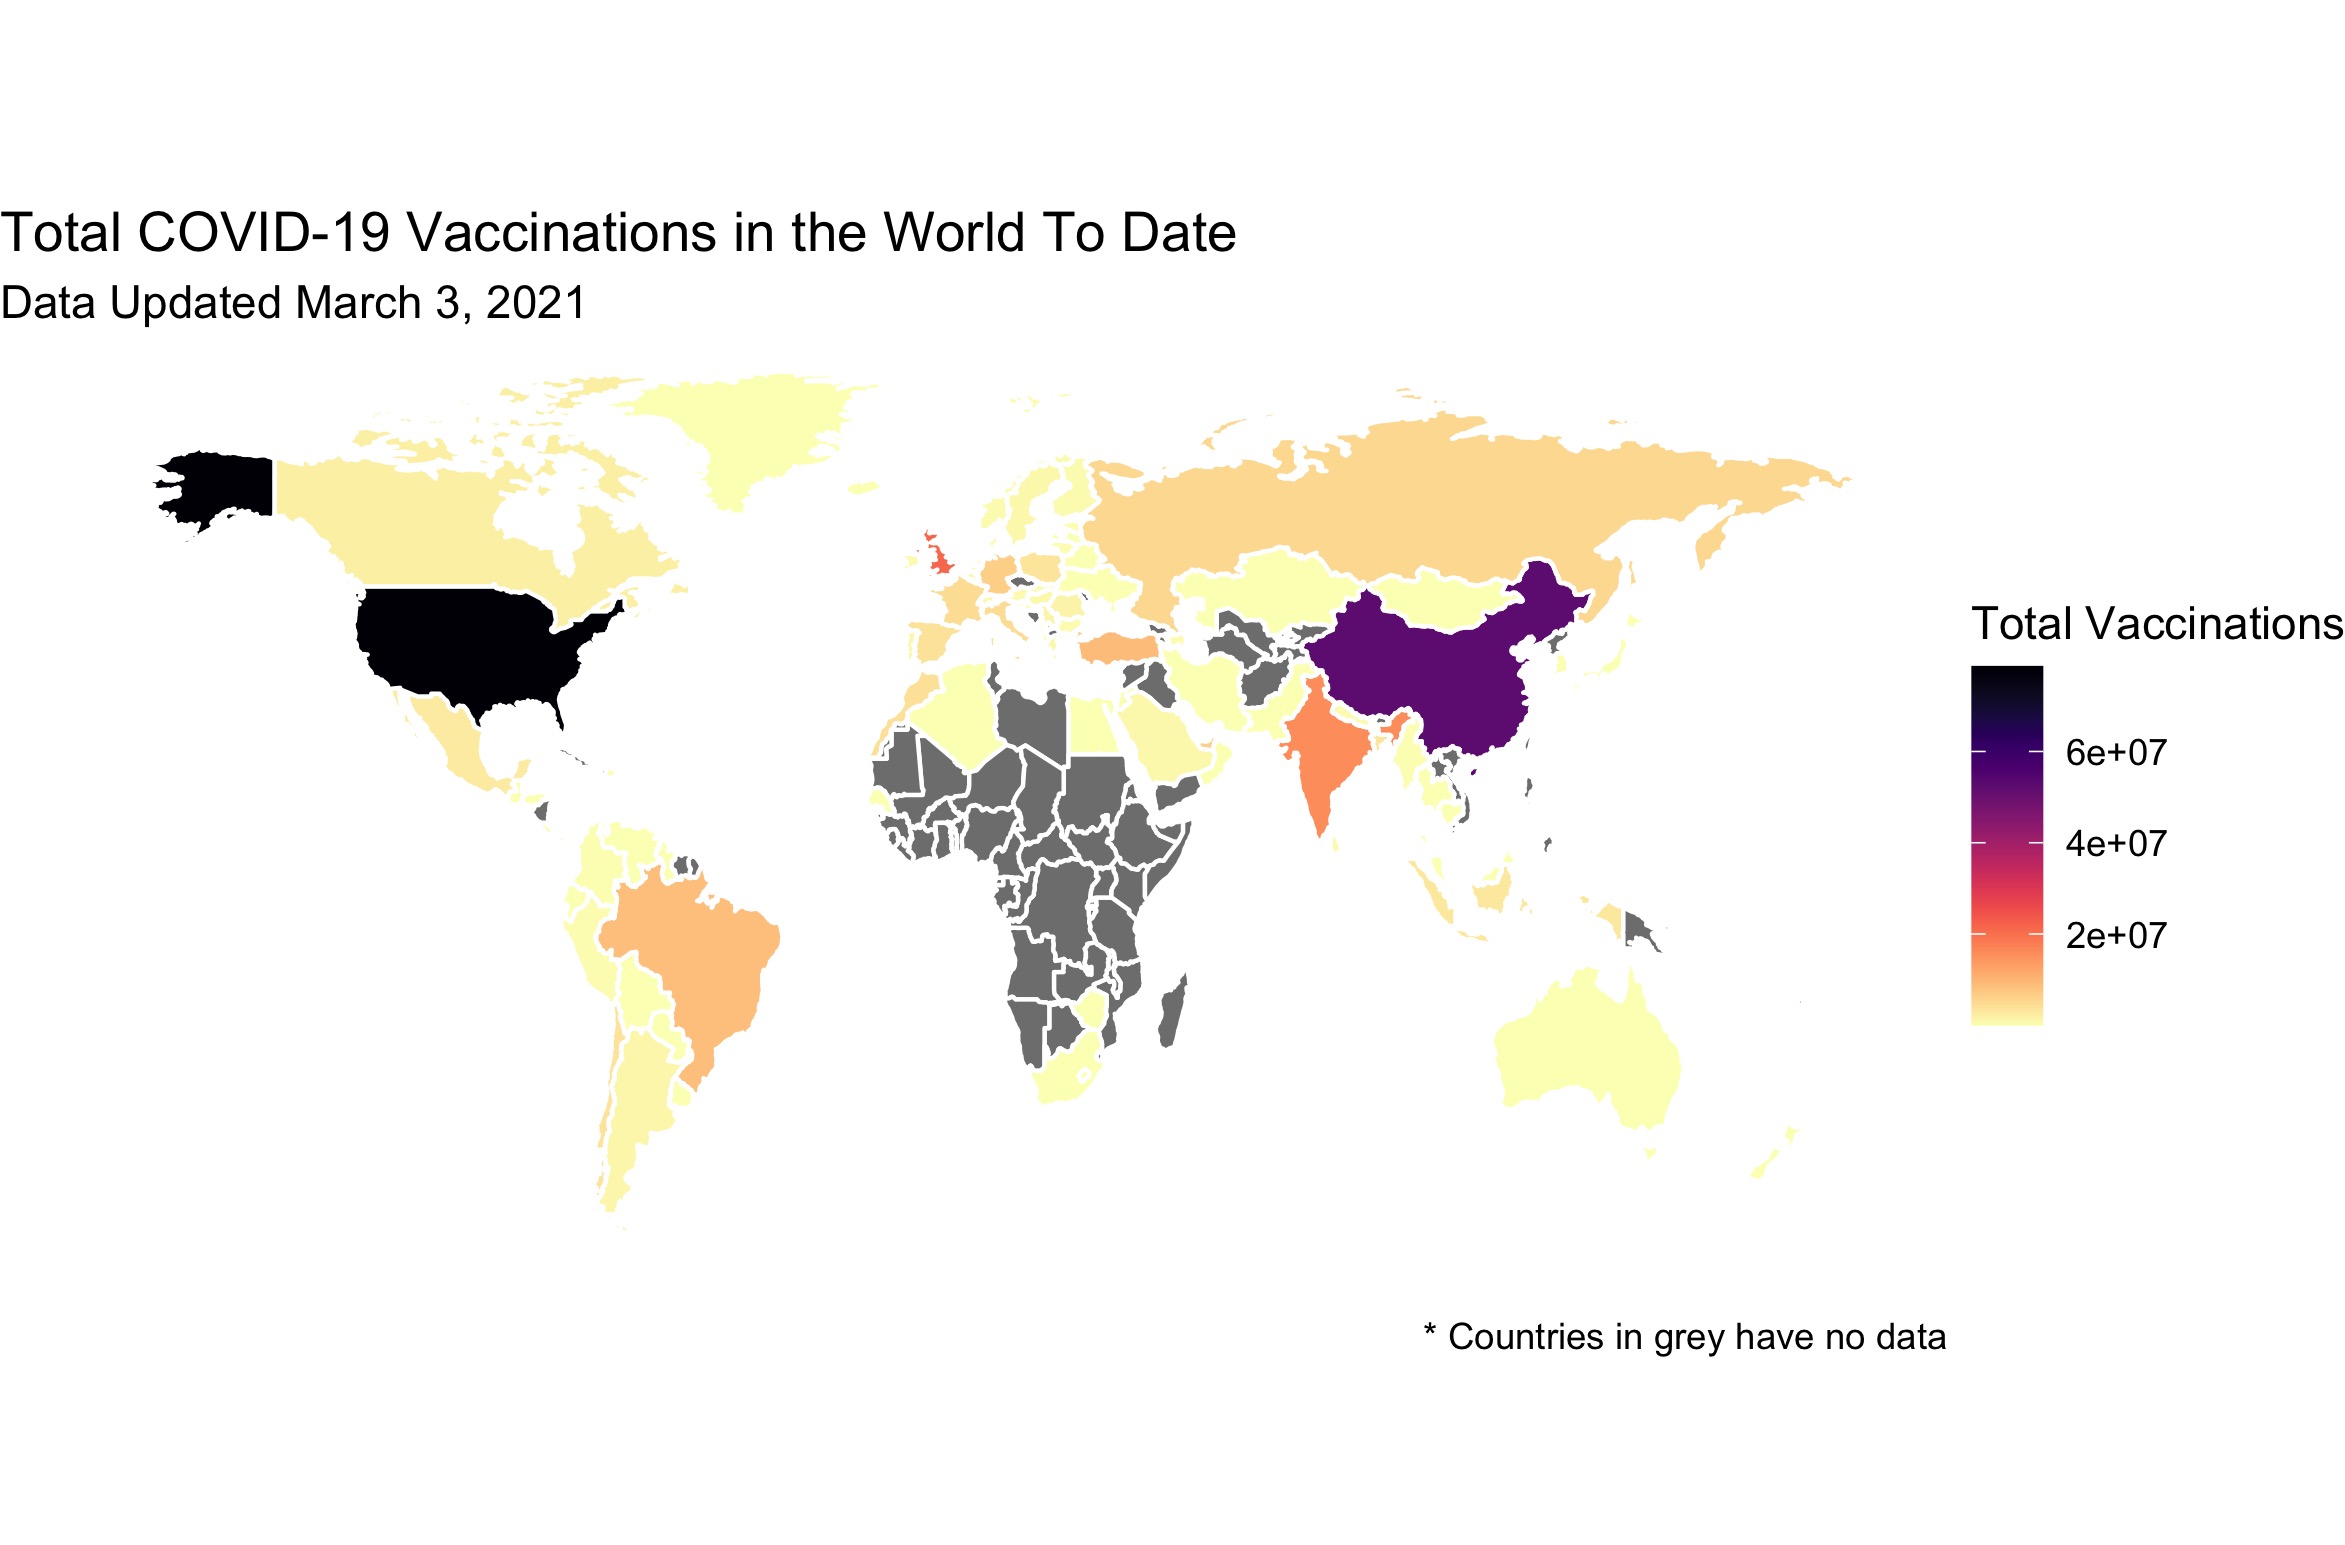 Total COVID-19 Vaccinations in the World To Date
Data Updated March 3, 2021
Total Vaccinations
6e+07
4e+07
2e+07
* Countries in grey have no data